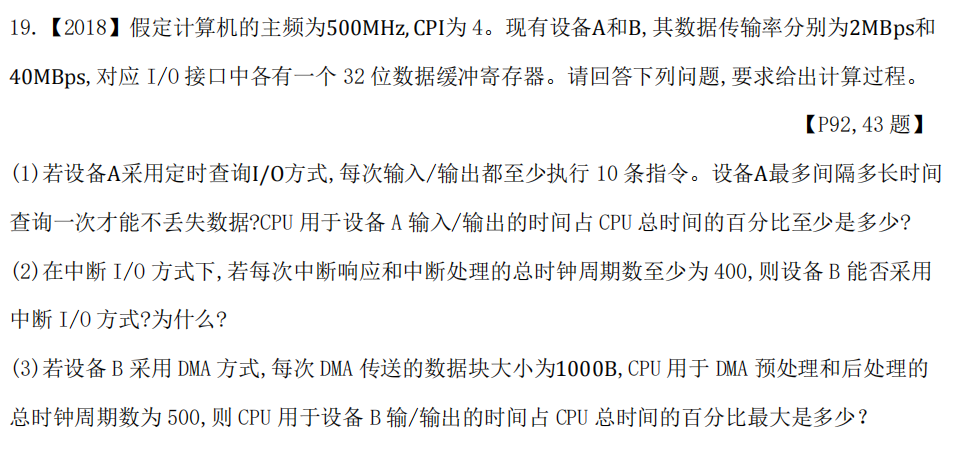 19.【2018】假定计算机的主频为500MHz, CPI为 4。现有设备A和B, 其数据传输率分别为2MBps和
40MBps, 对应 I/O 接口中各有一个 32 位数据缓冲寄存器。请回答下列问题, 要求给出计算过程。
【P92, 43 题】
(1)若设备A采用定时查询I/O方式, 每次输入/输出都至少执行 10 条指令。设备A最多间隔多长时间
查询一次才能不丢失数据?CPU 用于设备 A 输入/输出的时间占 CPU 总时间的百分比至少是多少?
(2)在中断 I/O 方式下, 若每次中断响应和中断处理的总时钟周期数至少为 400, 则设备 B 能否采用
中断 I/O 方式?为什么?
(3)若设备 B 采用 DMA 方式, 每次 DMA 传送的数据块大小为1000B, CPU 用于 DMA 预处理和后处理的
总时钟周期数为 500, 则 CPU 用于设备 B 输/输出的时间占 CPU 总时间的百分比最大是多少?